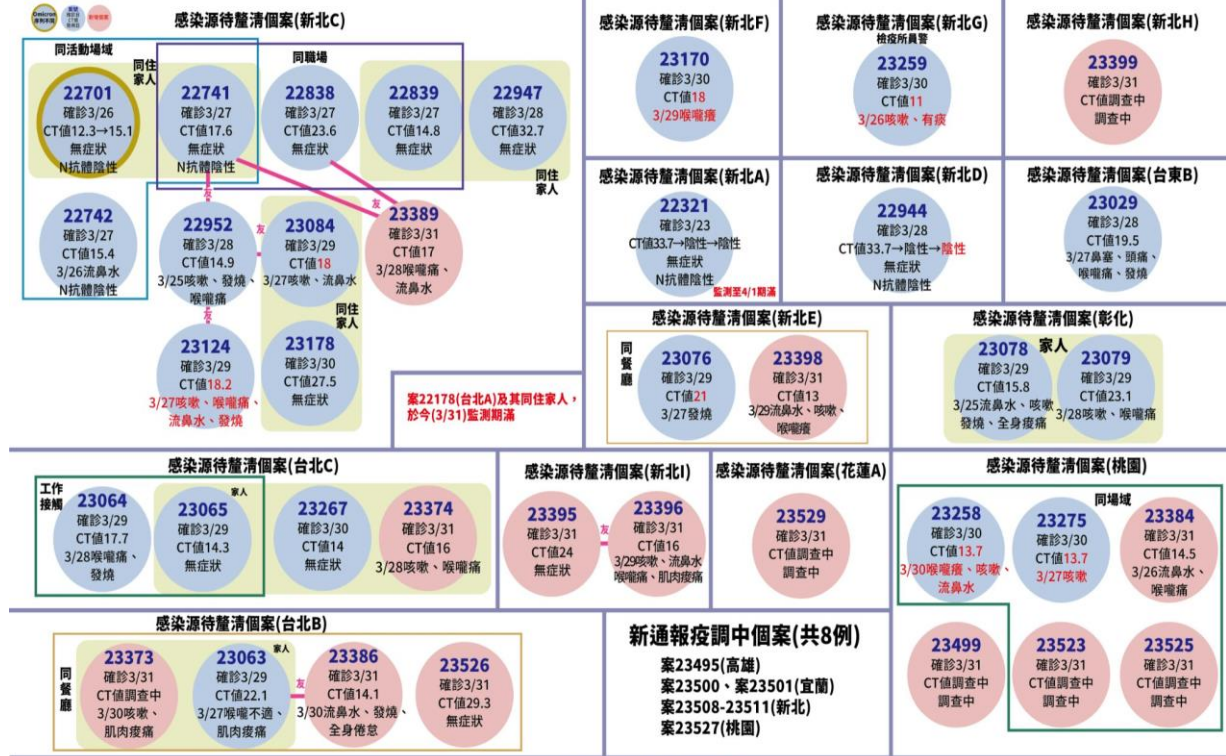 Omicron
感染源待釐清個案(新北C)
同活動場域
同住
家人
同職場
22701
確診3/26
CT值12.3→15.1
無症狀
N抗體陰性
22741
確診3/27
CT值17.6
無症狀
N抗體陰性
22838
確診3/27
CT值23.6
無症狀
22839
確診3/27
CT值14.8
無症狀
22947
確診3/28
CT值32.7
無症狀
同住
家人
22742
確診3/27
CT值15.4
3/26流鼻水
N抗體陰性
友
22952
確診3/28
CT值14.9
3/25咳嗽、發燒、
喉嚨痛
友
23084
確診3/29
CT值18
3/27咳嗽、流鼻水
友
23389
確診3/31
CT值17
3/28喉嚨痛、
流鼻水
友
23124
確診3/29
CT值18.2
3/27咳嗽、喉嚨痛、
流鼻水、發燒
同住
家人
23178
確診3/30
CT值27.5
無症狀
案22178(台北A)及其同住家人，
於今(3/31)監測期滿
感染源待釐清個案(新北F)
23170
確診3/30
CT值18
3/29喉嚨癢
感染源待釐清個案(新北G)
檢疫所員警
23259
確診3/30
CT值11
3/26咳嗽、有痰
感染源待釐清個案(新北H)
23399
確診3/31
CT值調查中
調查中
感染源待釐清個案(新北A)
22321
確診3/23
CT值33.7→陰性→陰性
無症狀
N抗體陰性
監測至4/1期滿
感染源待釐清個案(新北D)
22944
確診3/28
CT值33.7→陰性→陰性
無症狀
N抗體陰性
感染源待釐清個案(台東B)
23029
確診3/28
CT值19.5
3/27鼻塞、頭痛、
喉嚨痛、發燒
感染源待釐清個案(新北E)
同餐廳
23076
確診3/29
CT值21
3/27發燒
23398
確診3/31
CT值13
3/29流鼻水、咳嗽、
喉嚨癢
感染源待釐清個案(彰化)
家人
23078
確診3/29
CT值15.8
3/25流鼻水、咳嗽
發燒、全身痠痛
23079
確診3/29
CT值23.1
3/28咳嗽、喉嚨痛
感染源待釐清個案(台北C)
工作
接觸
23064
確診3/29
CT值17.7
3/28喉嚨痛、
發燒
家人
23065
確診3/29
CT值14.3
無症狀
23267
確診3/30
CT值14
無症狀
23374
確診3/31
CT值16
3/28咳嗽、喉嚨痛
感染源待釐清個案(新北I)
23395
確診3/31
CT值24
無症狀
友
23396
確診3/31
CT值16
3/29咳嗽、流鼻水
喉嚨痛、肌肉痠痛
感染源待釐清個案(花蓮A)
23529
確診3/31
CT值調查中
調查中
感染源待釐清個案(桃園)
同場域
23258
確診3/30
CT值13.7
3/30喉嚨癢、咳嗽、
流鼻水
23275
確診3/30
CT值13.7
3/27咳嗽
23384
確診3/31
CT值14.5
3/26流鼻水、
喉嚨痛
23499
確診3/31
CT值調查中
調查中
23523
確診3/31
CT值調查中
調查中
23525
確診3/31
CT值調查中
調查中
感染源待釐清個案(台北B)
同餐廳
23373
確診3/31
CT值調查中
3/30咳嗽、
肌肉痠痛
家人
23063
確診3/29
CT值22.1
3/27喉嚨不適、
肌肉痠痛
友
23386
確診3/31
CT值14.1
3/30流鼻水、發燒、
全身倦怠
23526
確診3/31
CT值29.3
無症狀
新通報疫調中個案(共8例)
案23495(高雄)
案23500、案23501(宜蘭)
案23508-23511(新北)
案23527(桃園)